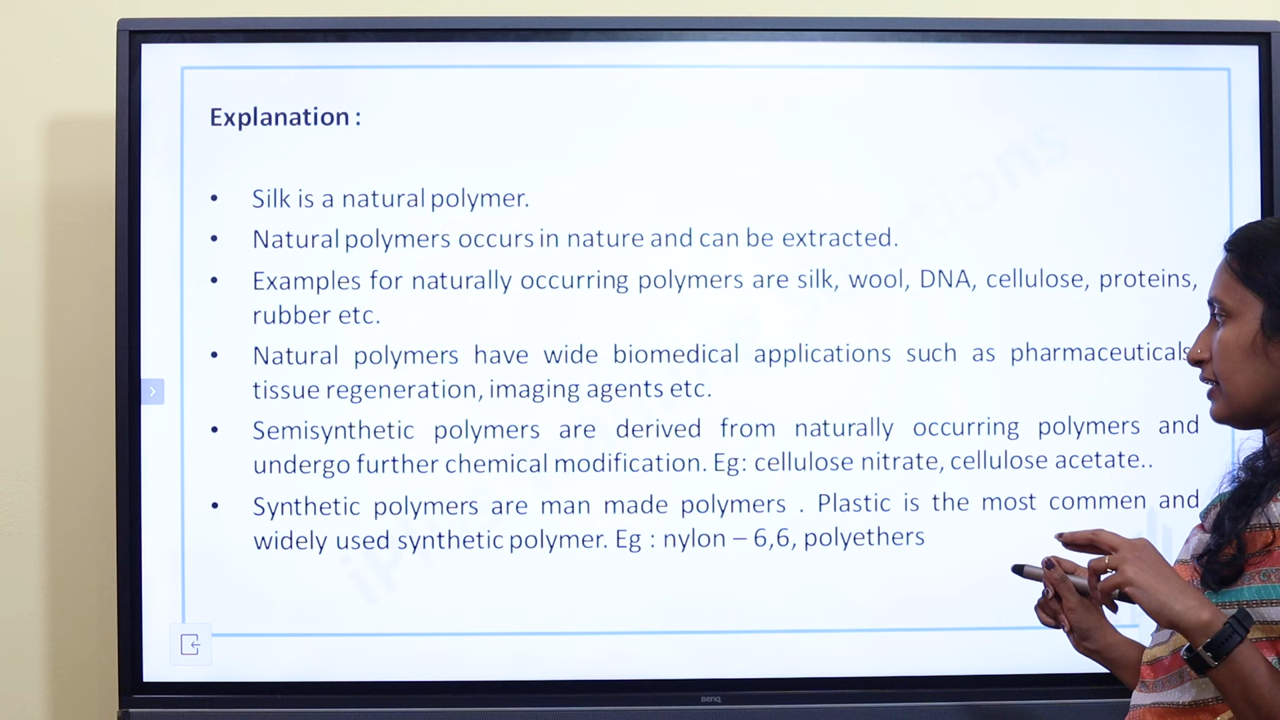 Explanation :
• Silk is a natural polymer.
• Natural polymers occurs in nature and can be extracted.
• Examples for naturally occurring polymers are silk, wool, DNA, cellulose, proteins,
rubber etc.
• Natural polymers have wide biomedical applications such as pharmaceuticals
tissue regeneration, imaging agents etc.
• Semisynthetic polymers are derived from naturally occurring polymers and
undergo further chemical modification. Eg: cellulose nitrate, cellulose acetate..
• Synthetic polymers are man made polymers . Plastic is the most commen and
widely used synthetic polymer. Eg : nylon – 6,6, polyethers
BenQ